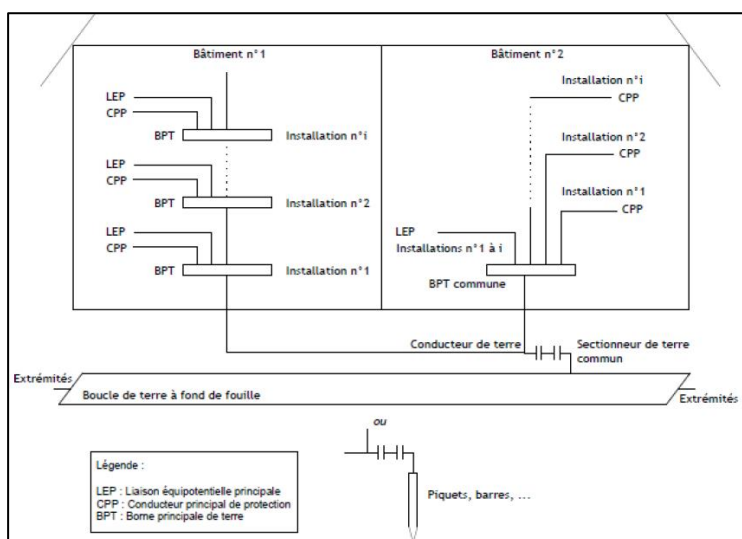 Bâtiment n°1
LEP
CPP
BPT
Installation n°i
LEP
CPP
BPT
Installation n°2
LEP
CPP
BPT
Installation n°1
Bâtiment n°2
Installation n°i
CPP
Installation n°2
CPP
Installation n°1
CPP
LEP
Installations n°1 à i
BPT commune
Conducteur de terre
Sectionneur de terre
commun
Extrémités
Boucle de terre à fond de fouille
Extrémités
ou
Piquets, barres, ...
Légende :
LEP : Liaison équipotentielle principale
CPP : Conducteur principal de protection
BPT : Borne principale de terre